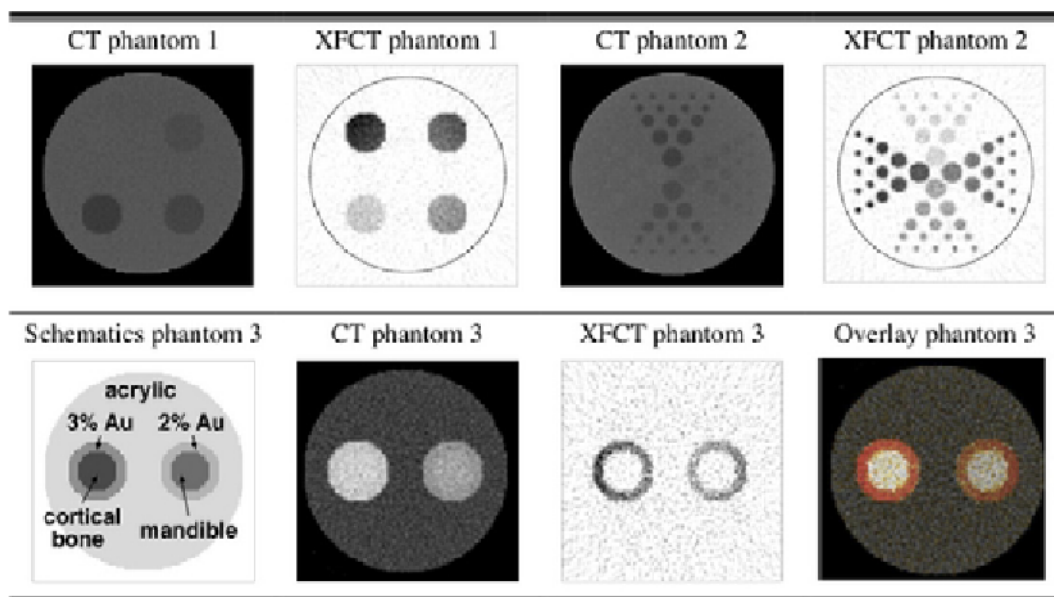 CT phantom 1 XFCT phantom 1 CT phantom 2 XFCT phantom 2
Schematics phantom 3 CT phantom 3 XFCT phantom 3 Overlay phantom 3
acrylic
3% Au 2% Au
cortical
bone
mandible